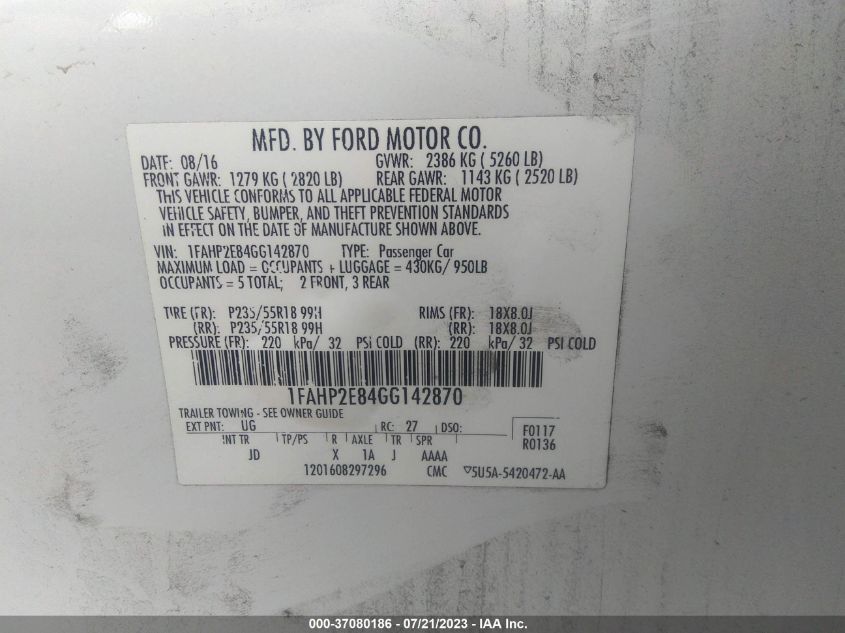 MFD. BY FORD MOTOR CO.
DATE: 08/16 GVWR: 2386 KG ( 5260 LB)
FRONT GAWR: 1279 KG ( 2820 LB) REAR GAWR: 1143 KG ( 2520 LB)
THIS VEHICLE CONFORMS TO ALL APPLICABLE FEDERAL MOTOR
VEHICLE SAFETY, BUMPER, AND THEFT PREVENTION STANDARDS
IN EFFECT ON THE DATE OF MANUFACTURE SHOWN ABOVE.
VIN: 1FAHP2E84GG142870 TYPE: Passenger Car
MAXIMUM LOAD = OCCUPANTS + LUGGAGE = 430KG/ 950LB
OCCUPANTS = 5 TOTAL; 2 FRONT, 3 REAR
TIRE (FR): P235/55R18 99H RIMS (FR): 18X8.0J
(RR): P235/55R18 99H (RR): 18X8.0J
PRESSURE (FR): 220 kPa/ 32 PSI COLD (RR): 220 kPa/ 32 PSI COLD
1FAHP2E84GG142870
TRAILER TOWING - SEE OWNER GUIDE
EXT PNT: UG RC: 27 DSO: F0117
R0136
INT TR TP/PS R AXLE TR SPR
JD X 1A J AAAA
1201608297296 CMC ▽5U5A-5420472-AA
000-37080186 - 07/21/2023 - IAA Inc.